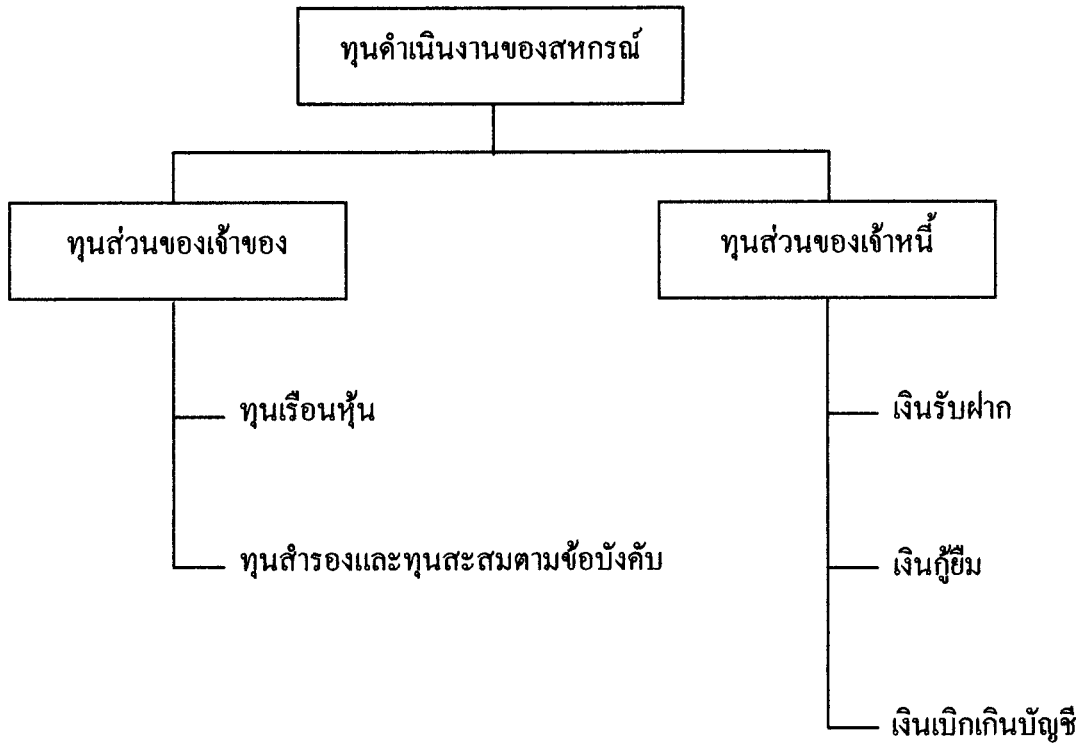 ทุนดำเนินงานของสหกรณ์
ทุนส่วนของเจ้าของ
ทุนส่วนของเจ้าหนี้
ทุนเรือนหุ้น
เงินรับฝาก
ทุนสำรองและทุนสะสมตามข้อบังคับ
เงินกู้ยืม
เงินเบิกเกินบัญชี